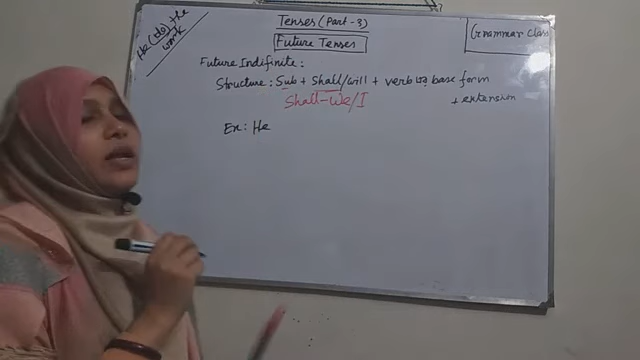 Tenses (Part-3)
Future Tenses
Grammar Class
He (do) the
work
Future Indefinite:
Structure: Sub + Shall/will + verb এর base form
+ extension
Shall-We/I
Ex: He